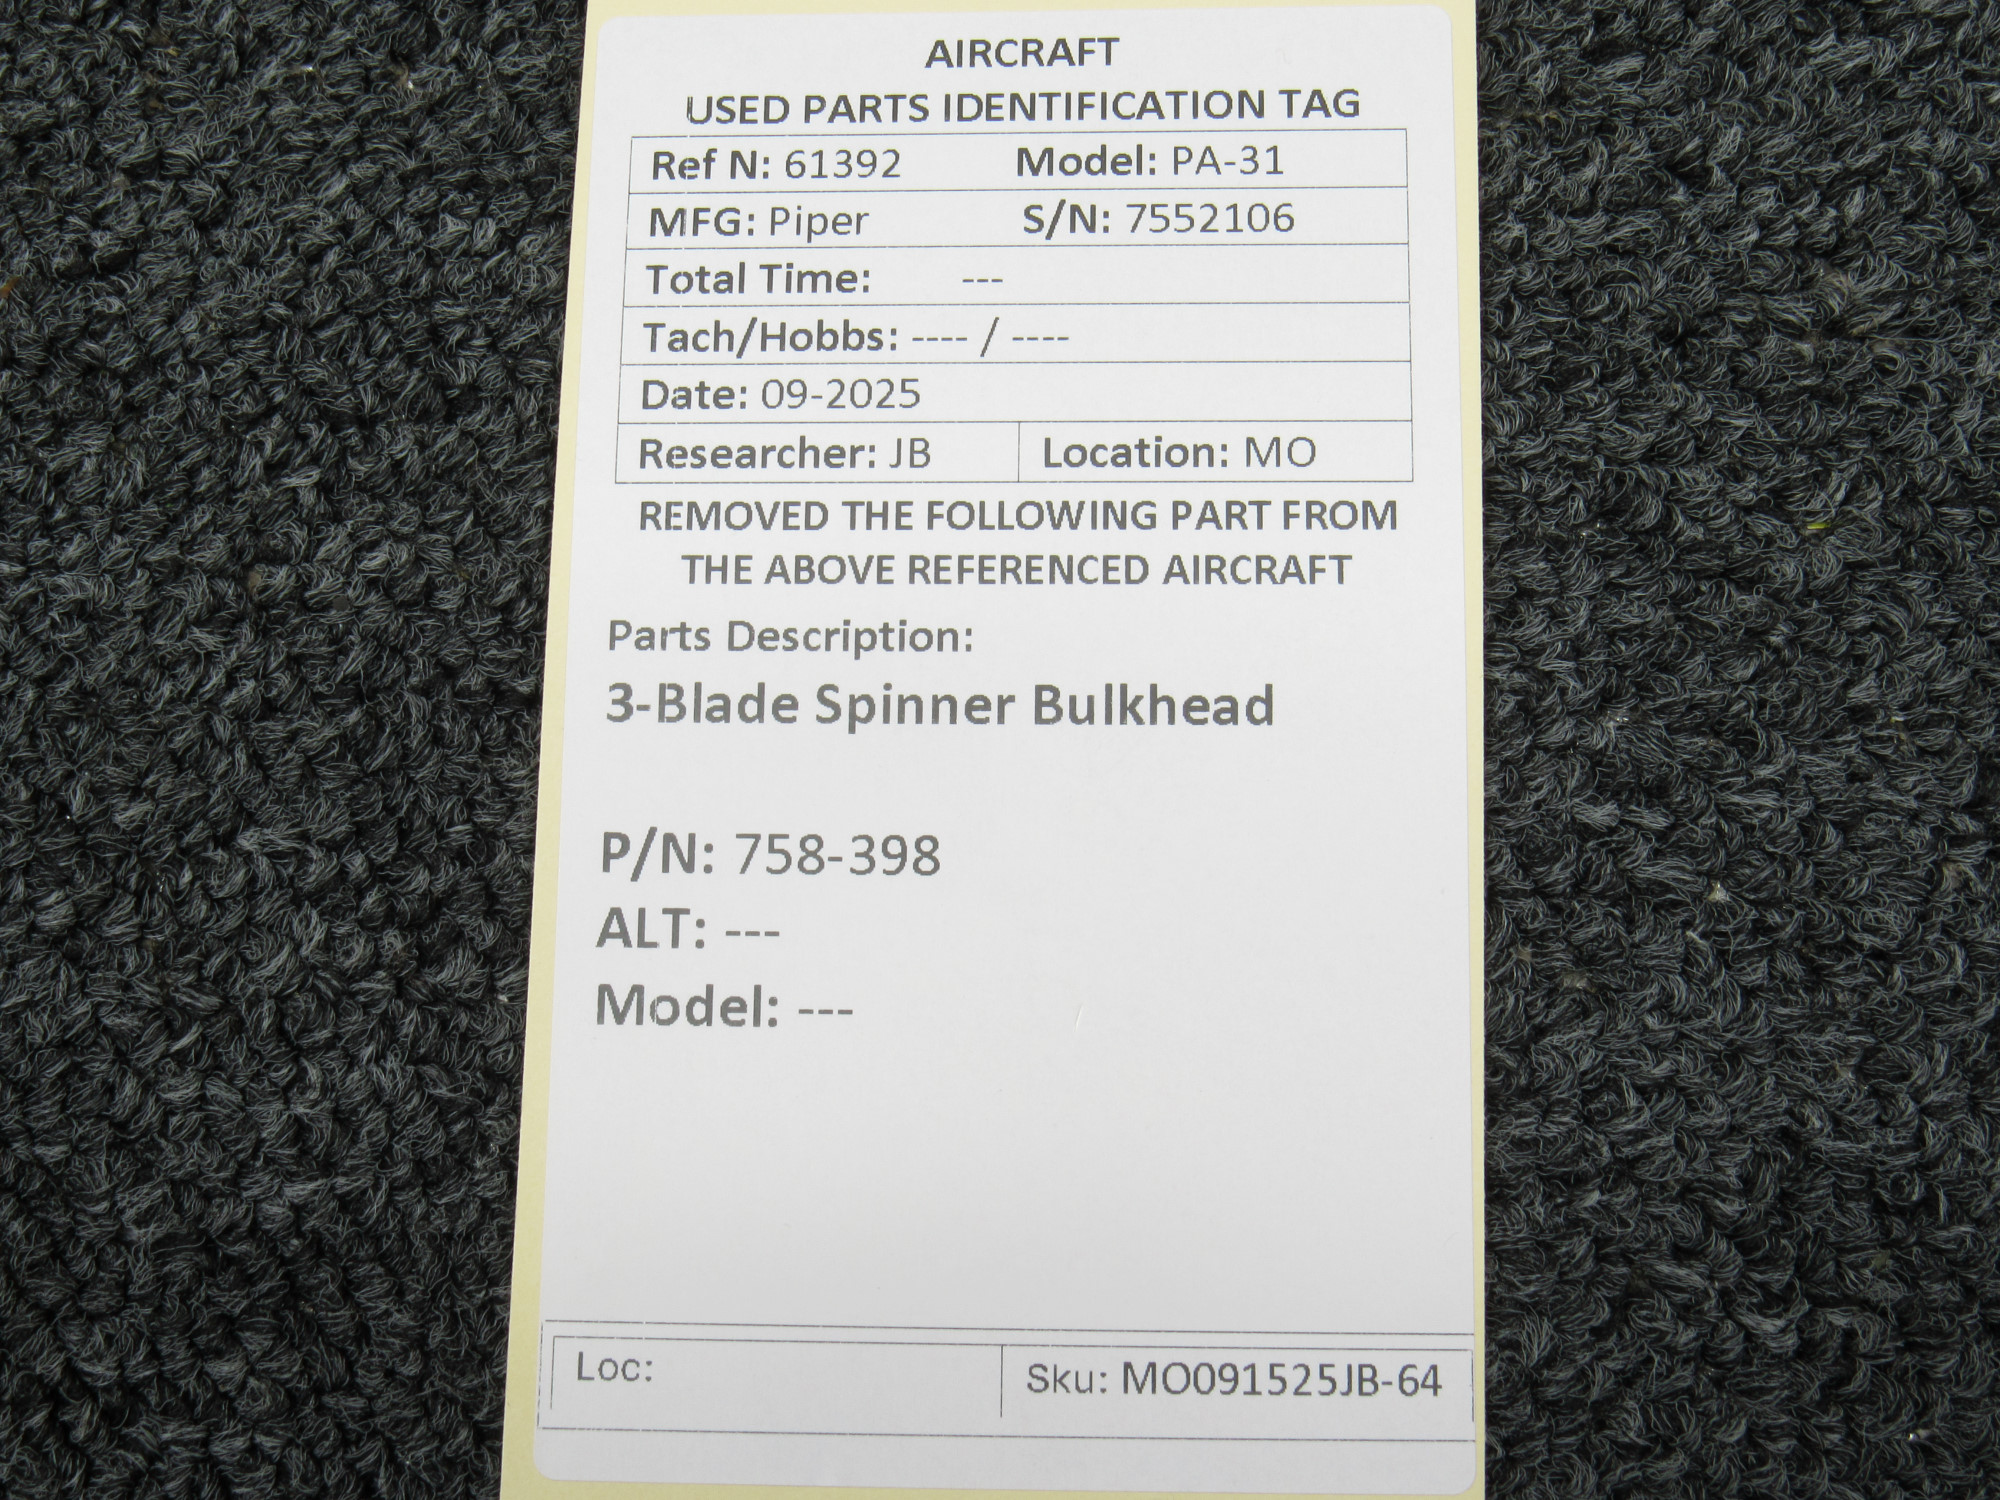 AIRCRAFT
USED PARTS IDENTIFICATION TAG
Ref N: 61392 Model: PA-31
MFG: Piper S/N: 7552106
Total Time: ---
Tach/Hobbs: ---- / ----
Date: 09-2025
Researcher: JB Location: MO
REMOVED THE FOLLOWING PART FROM
THE ABOVE REFERENCED AIRCRAFT
Parts Description:
3-Blade Spinner Bulkhead
P/N: 758-398
ALT: ---
Model: ---
Loc: Sku: MO091525JB-64